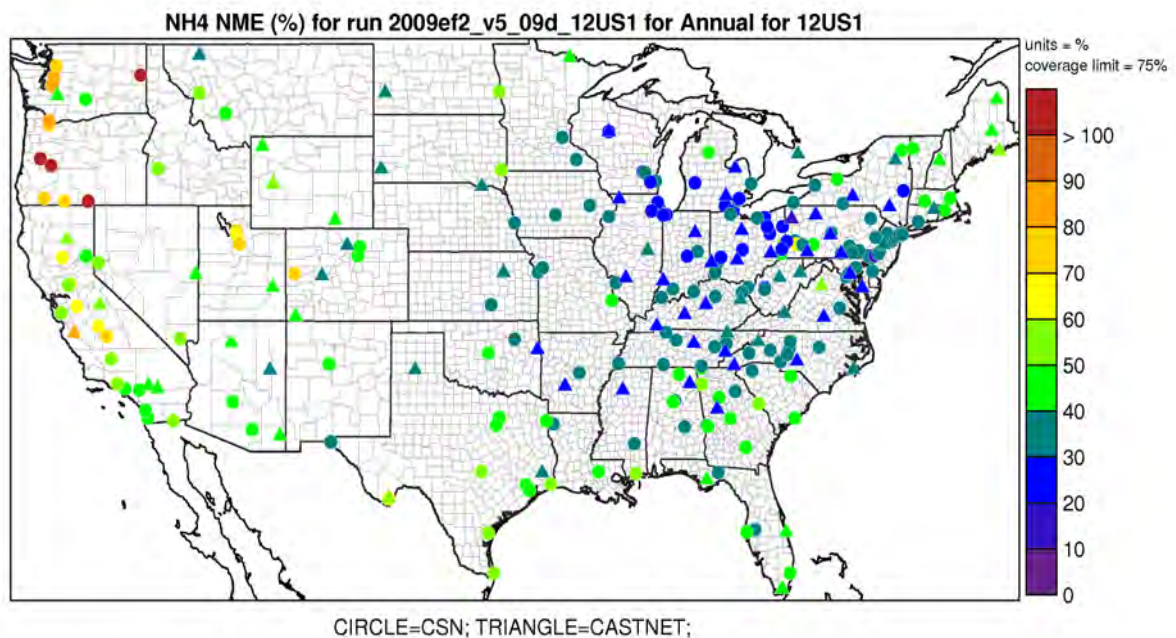 NH4 NME (%) for run 2009ef2_v5_09d_12US1 for Annual for 12US1
units = %
coverage limit = 75%
> 100
90
80
70
60
50
40
30
20
10
0
CIRCLE=CSN; TRIANGLE=CASTNET;